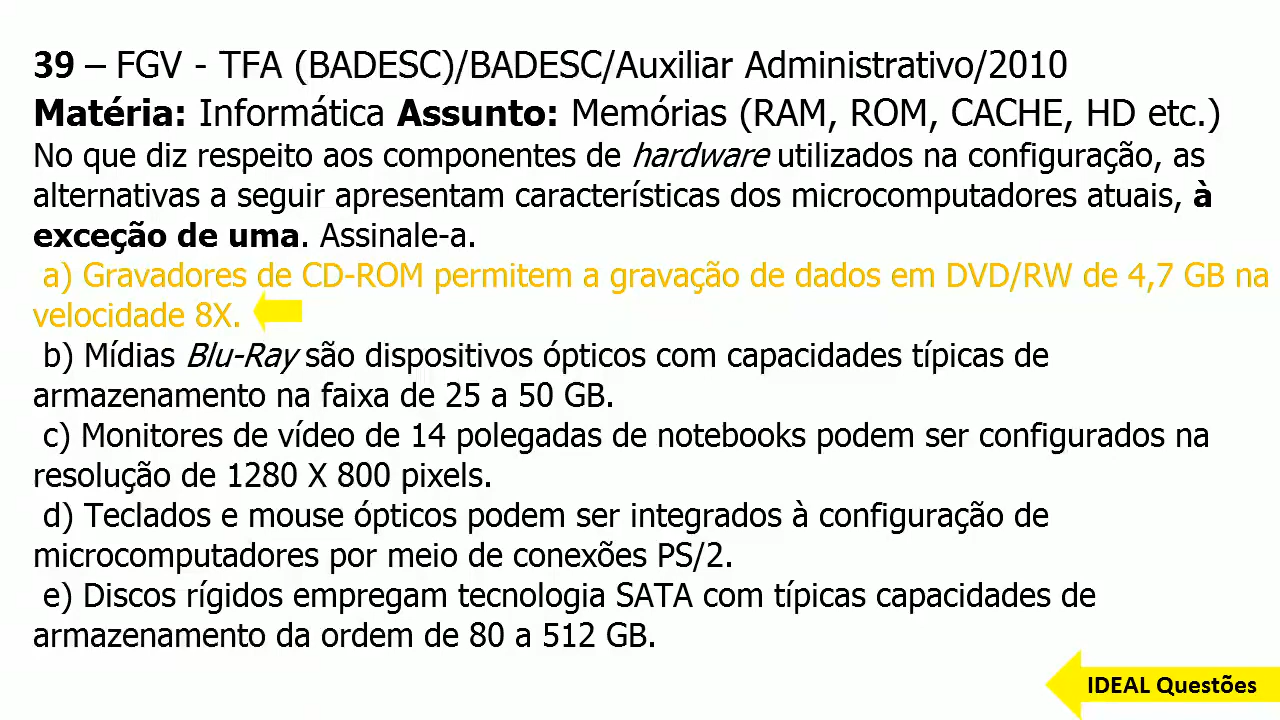 39 – FGV - TFA (BADESC)/BADESC/Auxiliar Administrativo/2010
Matéria: Informática Assunto: Memórias (RAM, ROM, CACHE, HD etc.)
No que diz respeito aos componentes de hardware utilizados na configuração, as
alternativas a seguir apresentam características dos microcomputadores atuais, à
exceção de uma. Assinale-a.
a) Gravadores de CD-ROM permitem a gravação de dados em DVD/RW de 4,7 GB na
velocidade 8X.
b) Mídias Blu-Ray são dispositivos ópticos com capacidades típicas de
armazenamento na faixa de 25 a 50 GB.
c) Monitores de vídeo de 14 polegadas de notebooks podem ser configurados na
resolução de 1280 X 800 pixels.
d) Teclados e mouse ópticos podem ser integrados à configuração de
microcomputadores por meio de conexões PS/2.
e) Discos rígidos empregam tecnologia SATA com típicas capacidades de
armazenamento da ordem de 80 a 512 GB.
IDEAL Questões